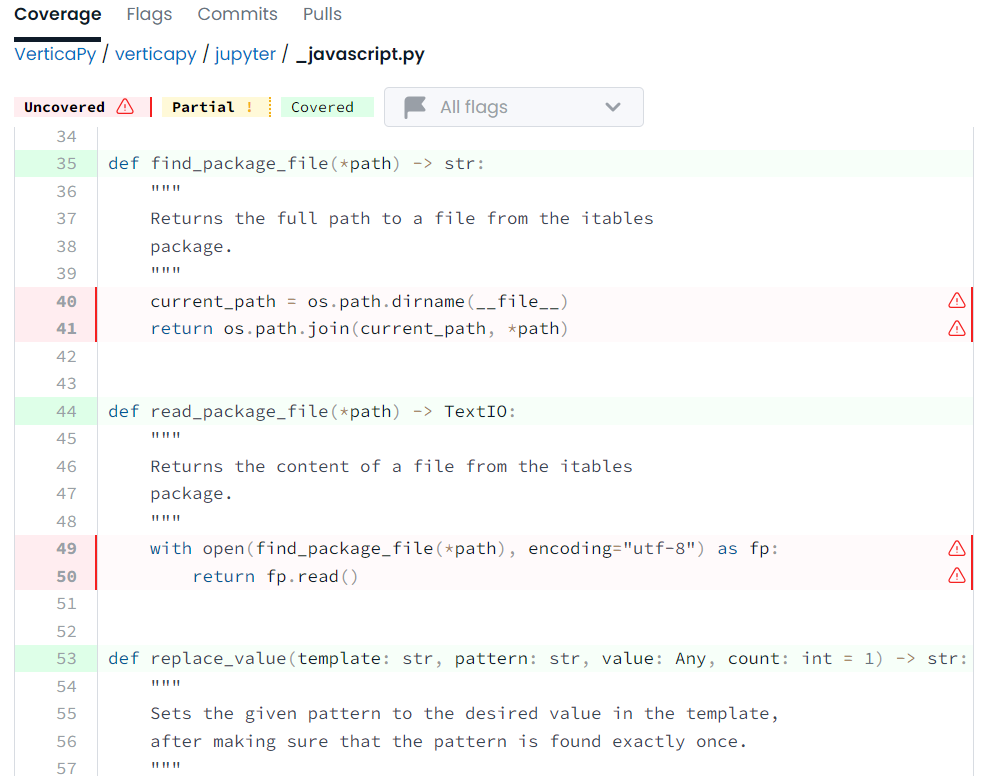 Coverage Flags Commits Pulls
VerticaPy / verticapy / jupyter / _javascript.py
Uncovered Partial ! Covered All flags
34
35 def find_package_file(*path) -> str:
36 """
37 Returns the full path to a file from the itables
38 package.
39 """
40 current_path = os.path.dirname(__file__)
41 return os.path.join(current_path, *path)
42
43
44 def read_package_file(*path) -> TextIO:
45 """
46 Returns the content of a file from the itables
47 package.
48 """
49 with open(find_package_file(*path), encoding="utf-8") as fp:
50 return fp.read()
51
52
53 def replace_value(template: str, pattern: str, value: Any, count: int = 1) -> str:
54 """
55 Sets the given pattern to the desired value in the template,
56 after making sure that the pattern is found exactly once.
57 """